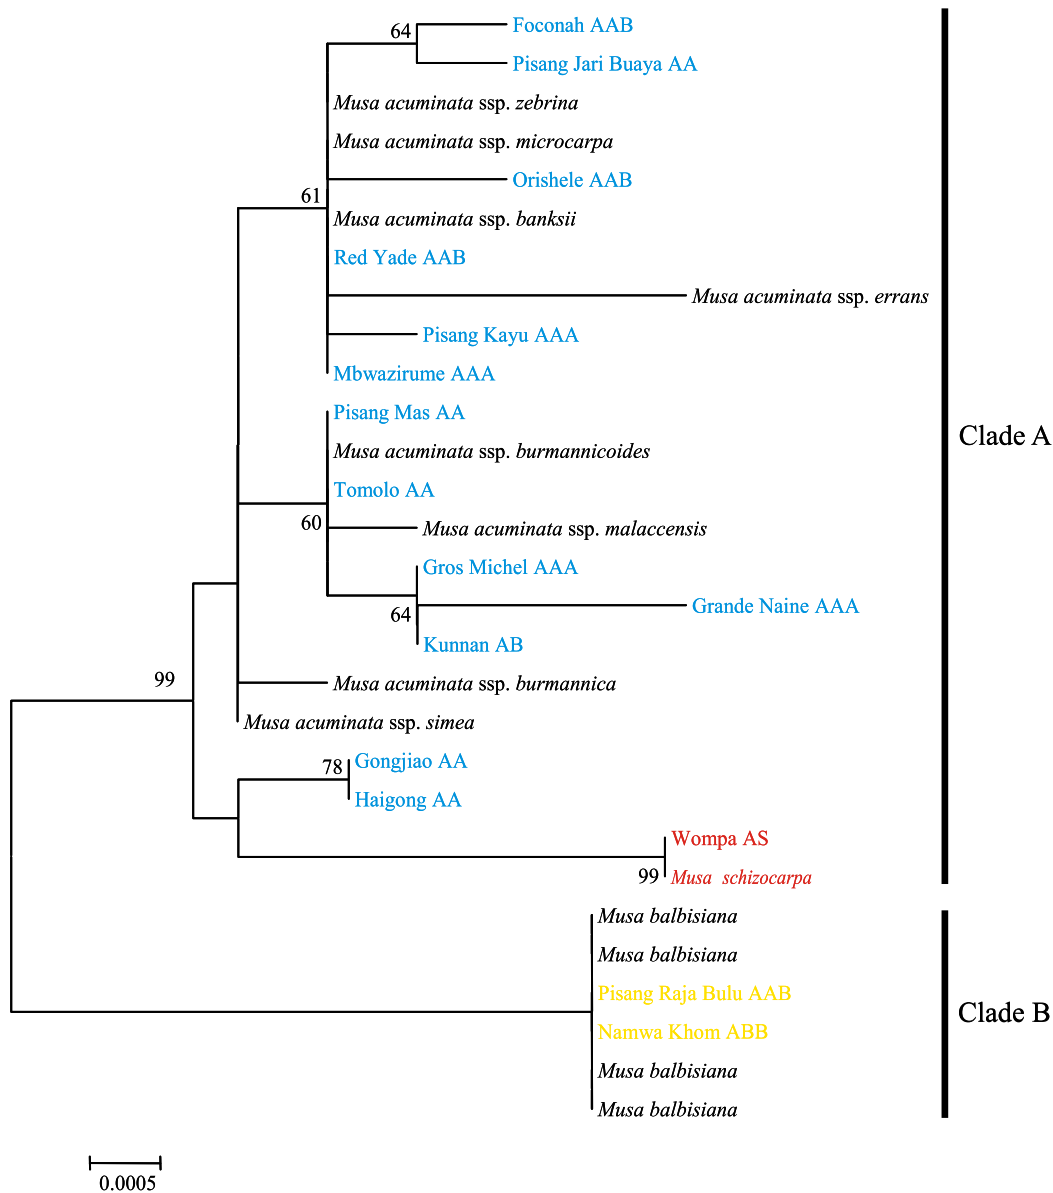 64
Foconah AAB
Pisang Jari Buaya AA
Musa acuminata ssp. zebrina
Musa acuminata ssp. microcarpa
Orishele AAB
61
Musa acuminata ssp. banksii
Red Yade AAB
Musa acuminata ssp. errans
Pisang Kayu AAA
Mbwazirume AAA
Pisang Mas AA
Clade A
Musa acuminata ssp. burmannicoides
Tomolo AA
60
Musa acuminata ssp. malaccensis
Gros Michel AAA
Grande Naine AAA
64
Kunnan AB
99
Musa acuminata ssp. burmannica
Musa acuminata ssp. simea
78
Gongjiao AA
Haigong AA
Wompa AS
99
Musa schizocarpa
Musa balbisiana
Musa balbisiana
Pisang Raja Bulu AAB
Clade B
Namwa Khom ABB
Musa balbisiana
Musa balbisiana
0.0005